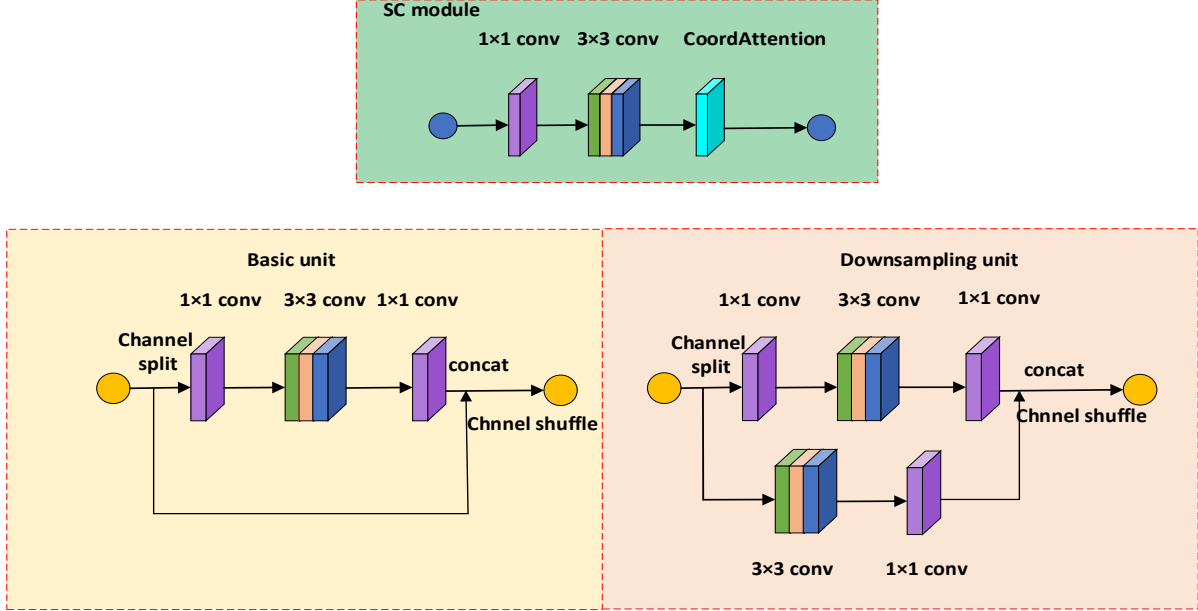 SC module
1×1 conv 3×3 conv CoordAttention
Basic unit
1×1 conv 3×3 conv 1×1 conv
Channel
split
concat
Chnnel shuffle
Downsampling unit
1×1 conv 3×3 conv 1×1 conv
Channel
split
concat
Chnnel shuffle
3×3 conv 1×1 conv